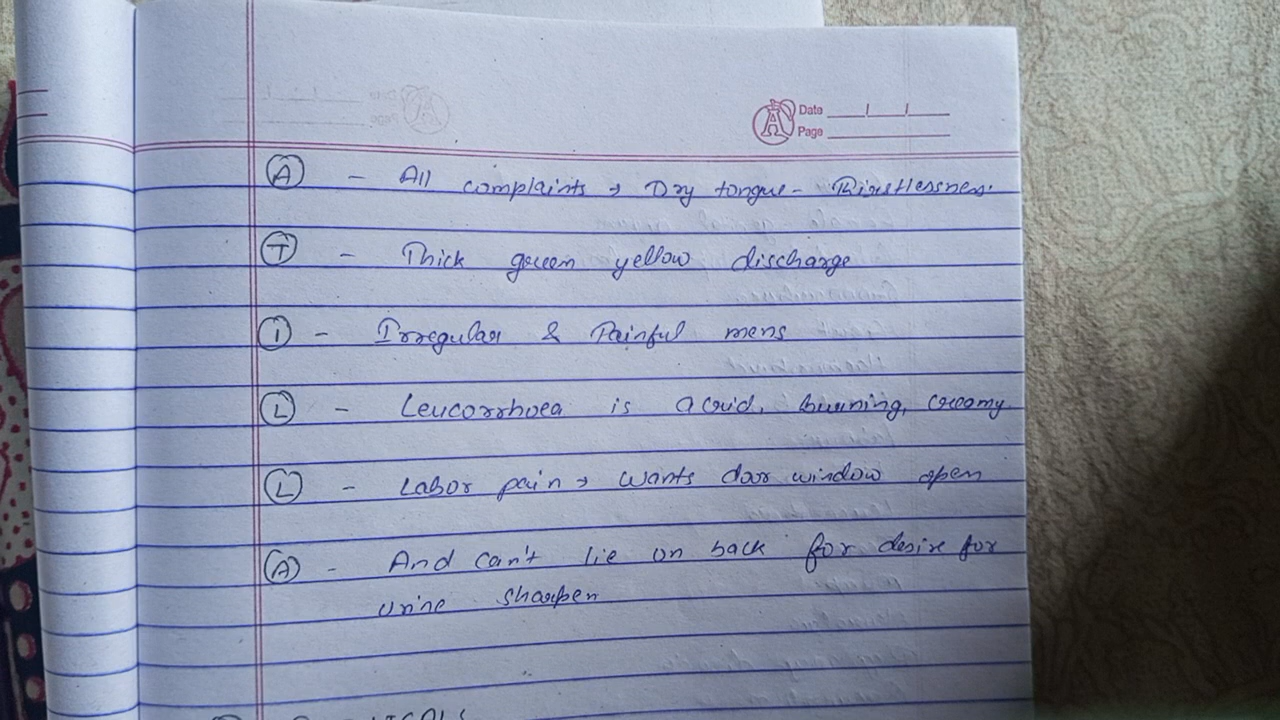 Date
Page
Ⓐ - All complaints → Dry tongue - Thirstlessness.
Ⓣ - Thick green yellow discharge
Ⓘ - Irregular & Painful mens
Ⓛ - Leucorrhoea is acrid, burning, creamy
Ⓛ - Labor pain → wants door window open
Ⓐ - And can't lie on back for desire for
urine sharpen